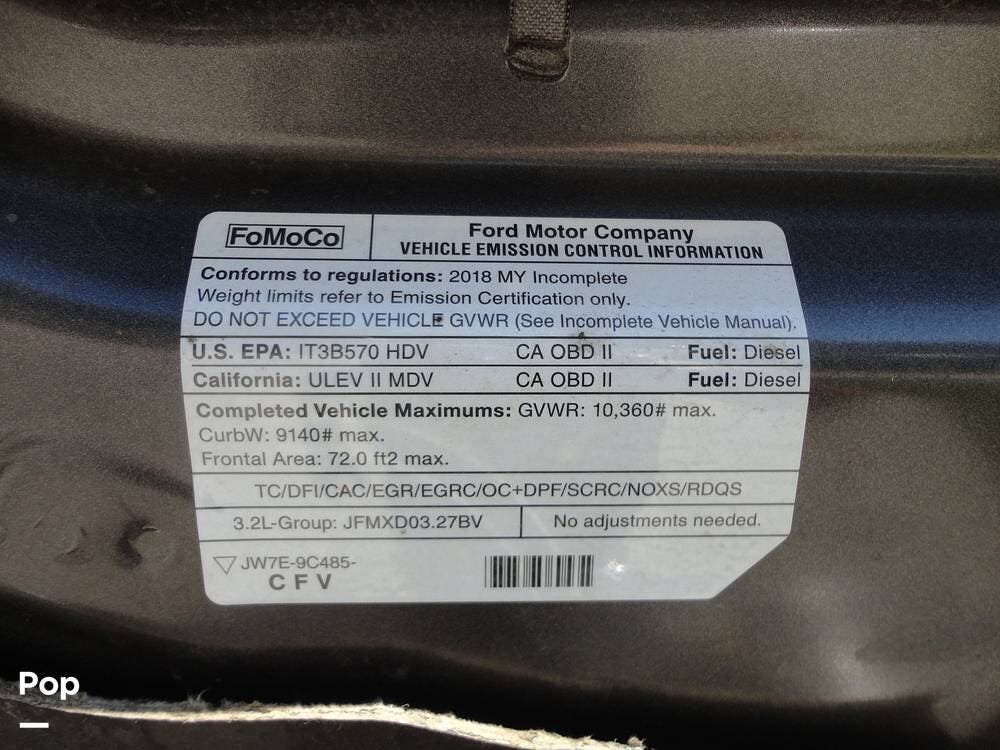 FoMoCo
Ford Motor Company
VEHICLE EMISSION CONTROL INFORMATION
Conforms to regulations: 2018 MY Incomplete
Weight limits refer to Emission Certification only.
DO NOT EXCEED VEHICLE GVWR (See Incomplete Vehicle Manual).
U.S. EPA: IT3B570 HDV CA OBD II Fuel: Diesel
California: ULEV II MDV CA OBD II Fuel: Diesel
Completed Vehicle Maximums: GVWR: 10,360# max.
CurbW: 9140# max.
Frontal Area: 72.0 ft2 max.
TC/DFI/CAC/EGR/EGRC/OC+DPF/SCRC/NOXS/RDQS
3.2L-Group: JFMXD03.27BV No adjustments needed.
JW7E-9C485-
C F V
Pop